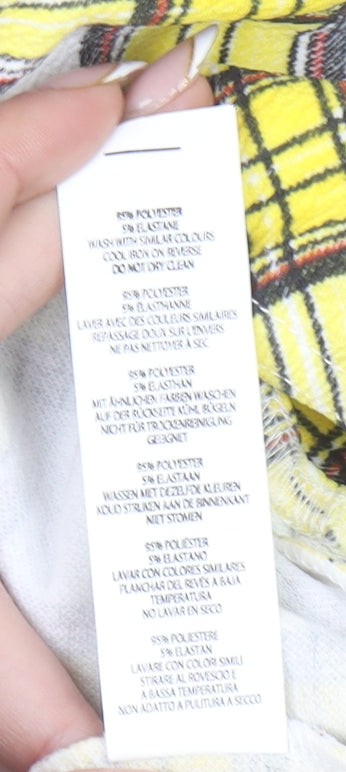 95% POLYESTER
5% ELASTANE
WASH WITH SIMILAR COLOURS
COOL IRON ON REVERSE
DO NOT DRY CLEAN
95% POLYESTER
5% ELASTHANNE
LAVER AVEC DES COULEURS SIMILAIRES
REPASSAGE DOUX SUR L'ENVERS
NE PAS NETTOYER À SEC
95% POLYESTER
5% ELASTHAN
MIT ÄHNLICHEN FARBEN WASCHEN
AUF DER RÜCKSEITE KÜHL BÜGELN
NICHT FÜR TROCKENREINIGUNG
GEEIGNET
95% POLYESTER
5% ELASTAAN
WASSEN MET DEZELFDE KLEUREN
KOUD STRIJKEN AAN DE BINNENKANT
NIET STOMEN
95% POLIÉSTER
5% ELASTANO
LAVAR CON COLORES SIMILARES
PLANCHAR DEL REVÉS A BAJA
TEMPERATURA
NO LAVAR EN SECO
95% POLIESTERE
5% ELASTAN
LAVARE CON COLORI SIMILI
STIRARE AL ROVESCIO E
A BASSA TEMPERATURA
NON ADATTO A PULITURA A SECCO